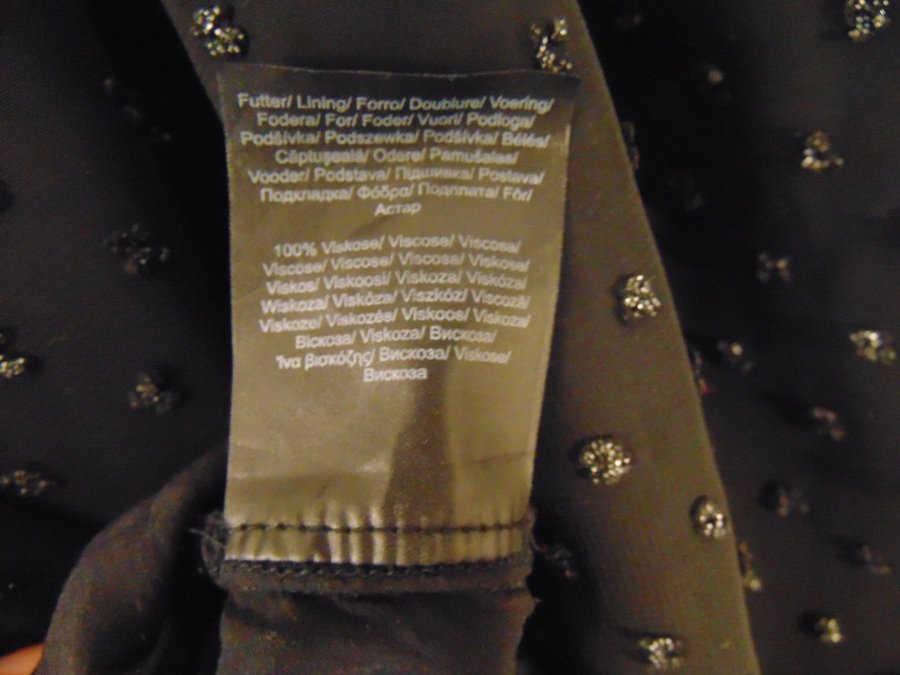 Futter/ Lining/ Forro/ Doublure/ Voering/
Fodera/ For/ Foder/ Vuori/ Podloga/
Podšívka/ Podszewka/ Podšívka/ Bélés/
Căptuşeală/ Odere/ Pamušalas/
Vooder/ Podstava/ Підшивка/ Postava/
Подкладка/ Φόδρα/ Подплата/ Fôr/
Астар
100% Viskose/ Viscose/ Viscosa/
Viscose/ Viscose/ Viscosa/ Viskose/
Viskos/ Viskoosi/ Viskoza/ Viskóza/
Wiskoza/ Viskóza/ Viszkóz/ Viscoză/
Viskoze/ Viskozės/ Viskoos/ Viskoza/
Віскоза/ Viskoza/ Вискоза/
Ίνα βισκόζης/ Вискоза/ Viskose/
Вискоза